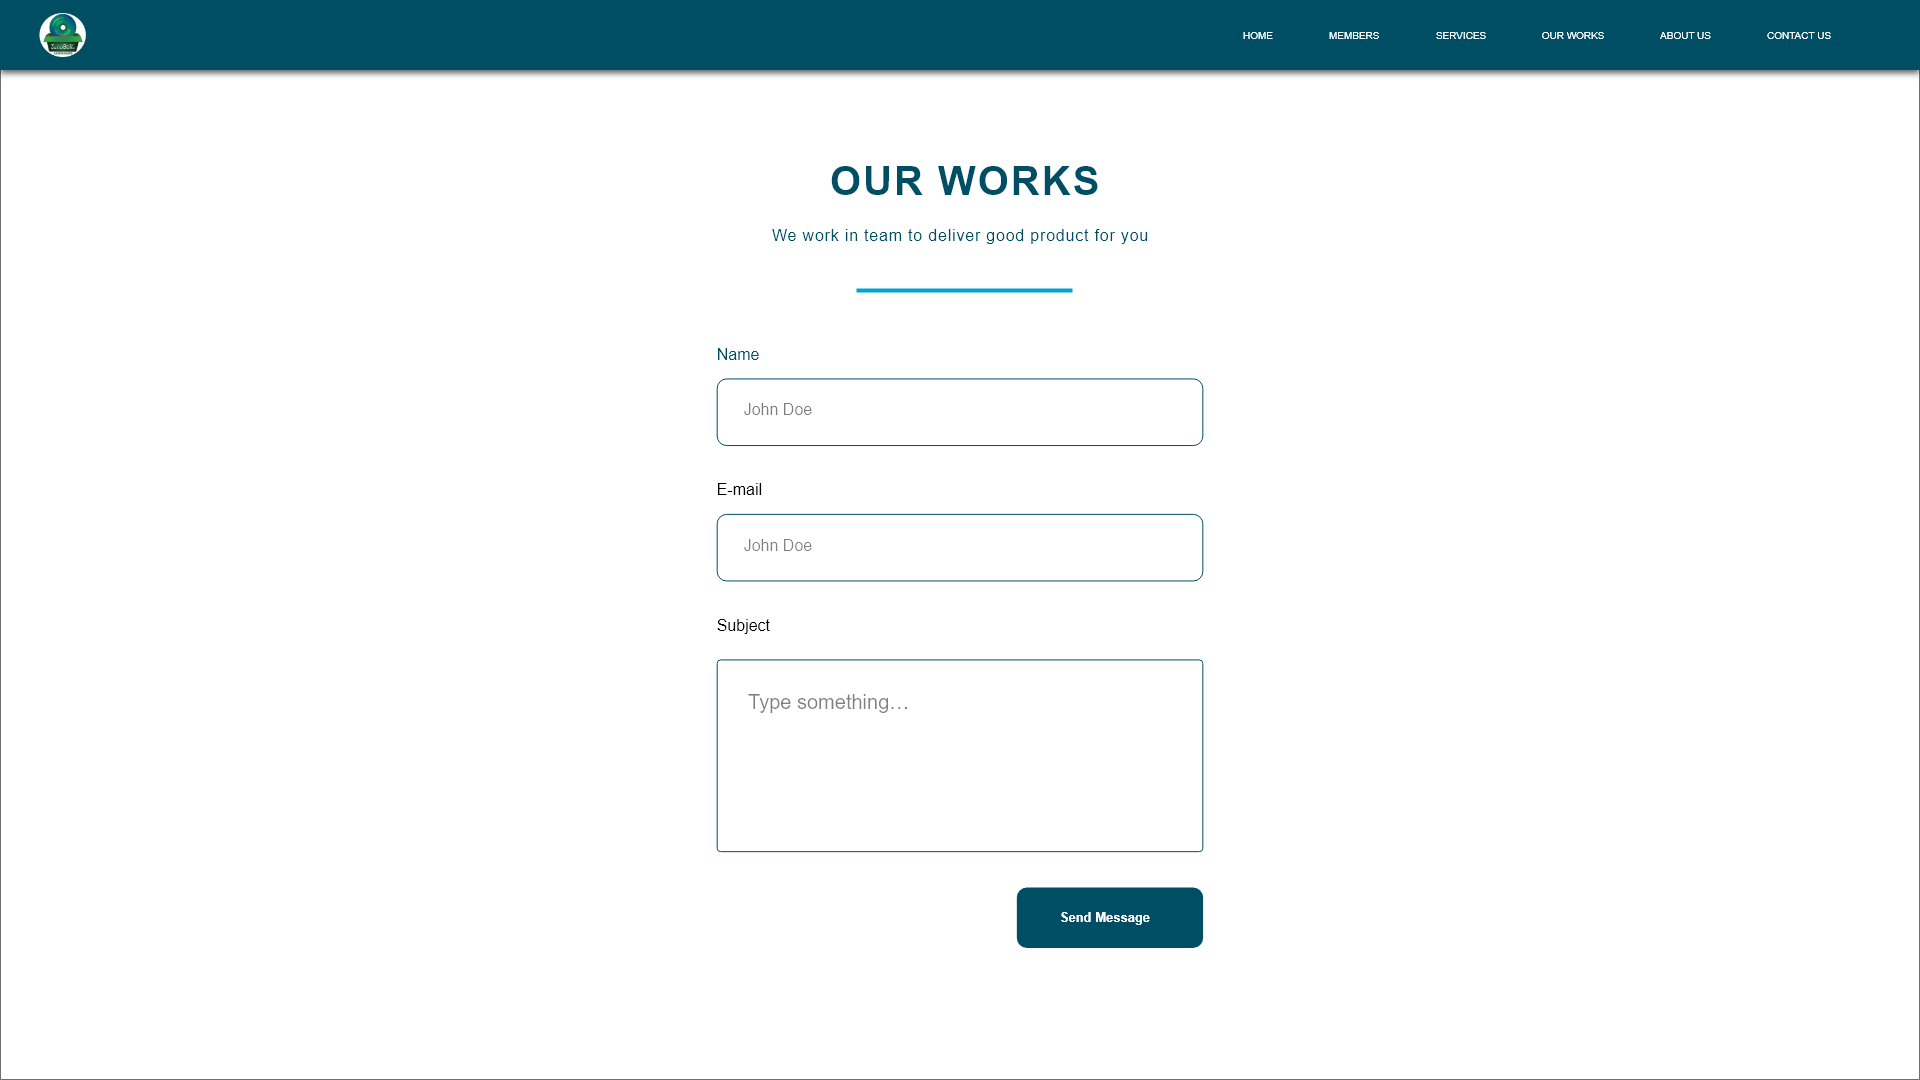 HOME MEMBERS SERVICES OUR WORKS ABOUT US CONTACT US
OUR WORKS
We work in team to deliver good product for you
Name
John Doe
E-mail
John Doe
Subject
Type something...
Send Message